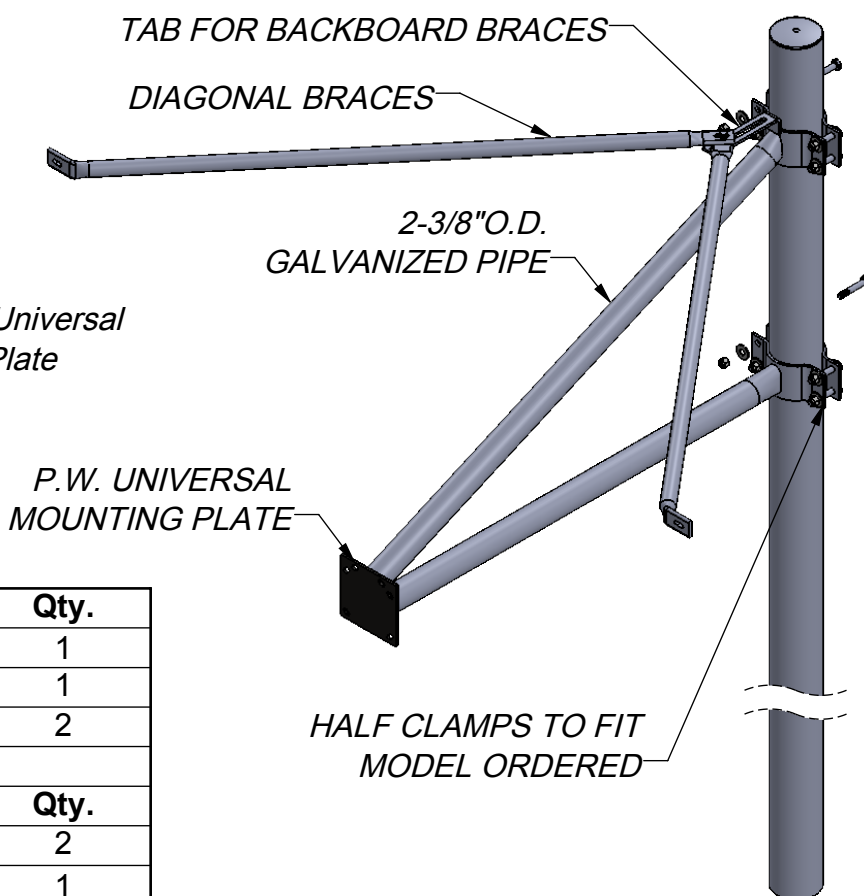 TAB FOR BACKBOARD BRACES
DIAGONAL BRACES
2-3/8"O.D.
GALVANIZED PIPE
Universal
Plate
P.W. UNIVERSAL
MOUNTING PLATE
HALF CLAMPS TO FIT
MODEL ORDERED
Qty.
1
1
2
Qty.
2
1